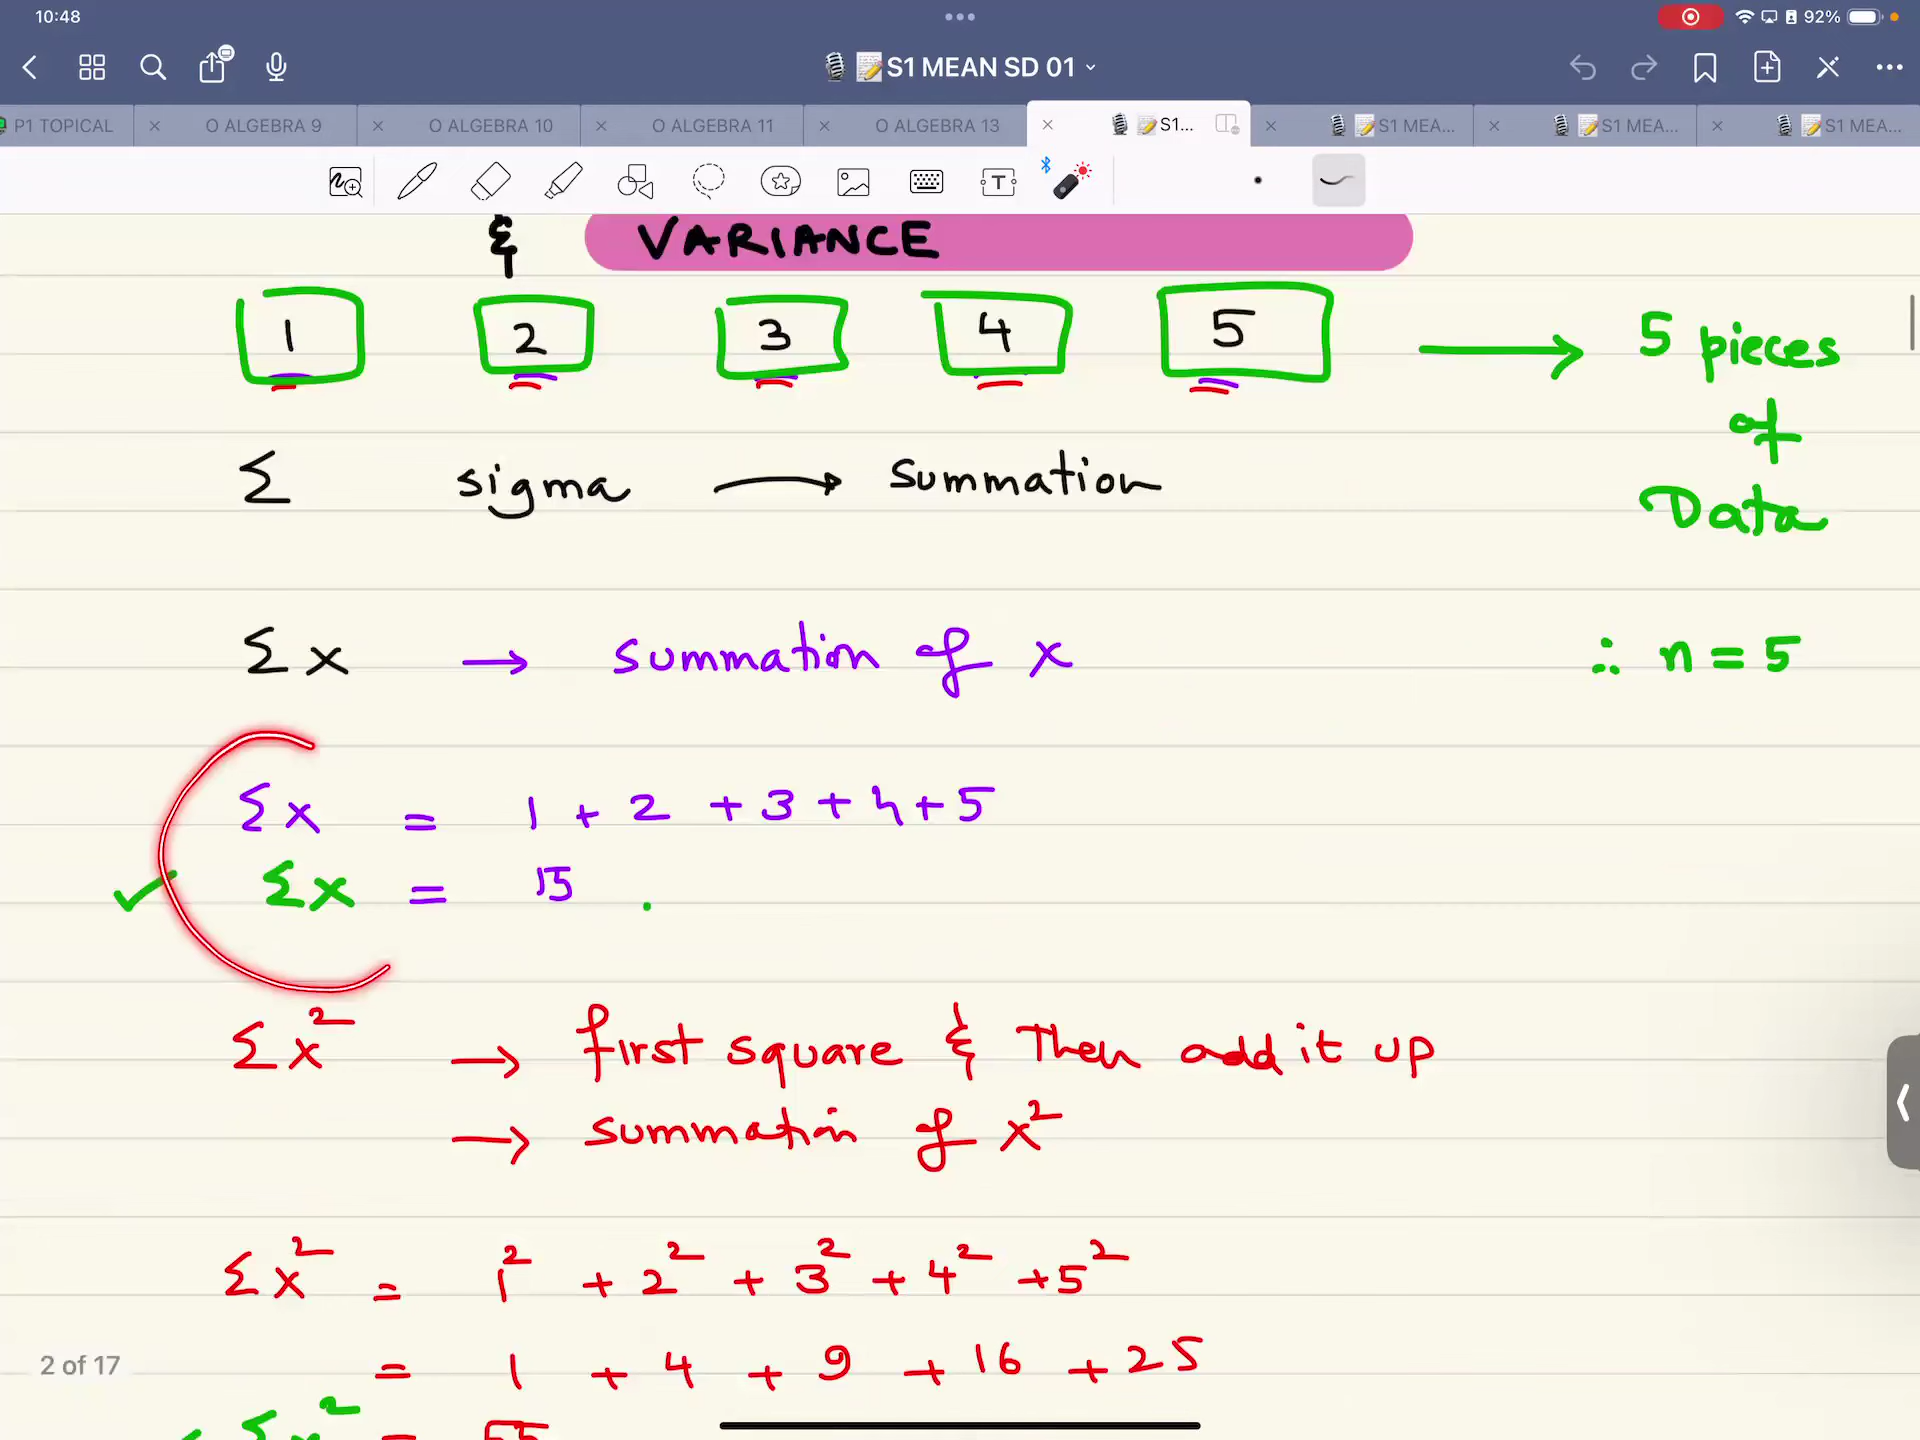 10:48
92%
S1 MEAN SD 01
P1 TOPICAL
O ALGEBRA 9
O ALGEBRA 10
O ALGEBRA 11
O ALGEBRA 13
S1...
S1 MEA...
S1 MEA...
S1 MEA...
& VARIANCE
1 2 3 4 5 → 5 pieces
of
Data
Σ sigma → summation
Σx → summation of x ∴ n = 5
Σx = 1 + 2 + 3 + 4 + 5
✓ Σx = 15 .
Σx² → first square & Then add it up
→ summation of x²
Σx² = 1² + 2² + 3² + 4² + 5²
= 1 + 4 + 9 + 16 + 25
Σx² = 55
2 of 17